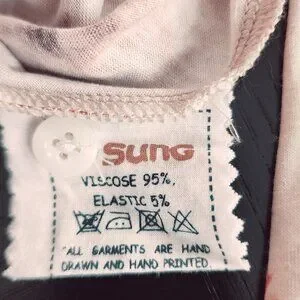 sung
VISCOSE 95%,
ELASTIC 5%
"ALL GARMENTS ARE HAND
DRAWN AND HAND PRINTED.